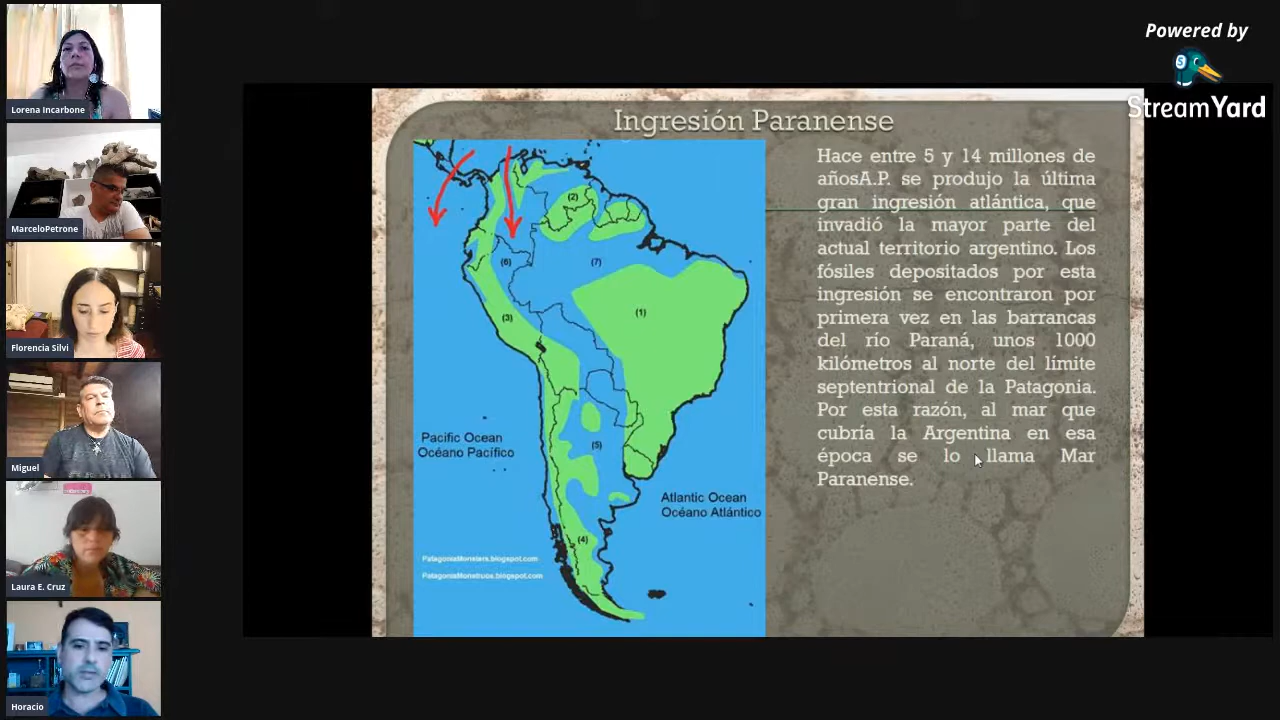 Lorena Incarbone
MarceloPetrone
Florencia Silvi
Miguel
Laura E. Cruz
Horacio
Powered by
StreamYard
Ingresión Paranense
(2)
(6)
(7)
(1)
(3)
(5)
(4)
Pacific Ocean
Océano Pacífico
Atlantic Ocean
Océano Atlántico
PatagoniaMonsters.blogspot.com
PatagoniaMonstruos.blogspot.com
Hace entre 5 y 14 millones de
añosA.P. se produjo la última
gran ingresión atlántica, que
invadió la mayor parte del
actual territorio argentino. Los
fósiles depositados por esta
ingresión se encontraron por
primera vez en las barrancas
del río Paraná, unos 1000
kilómetros al norte del límite
septentrional de la Patagonia.
Por esta razón, al mar que
cubría la Argentina en esa
época se lo llama Mar
Paranense.